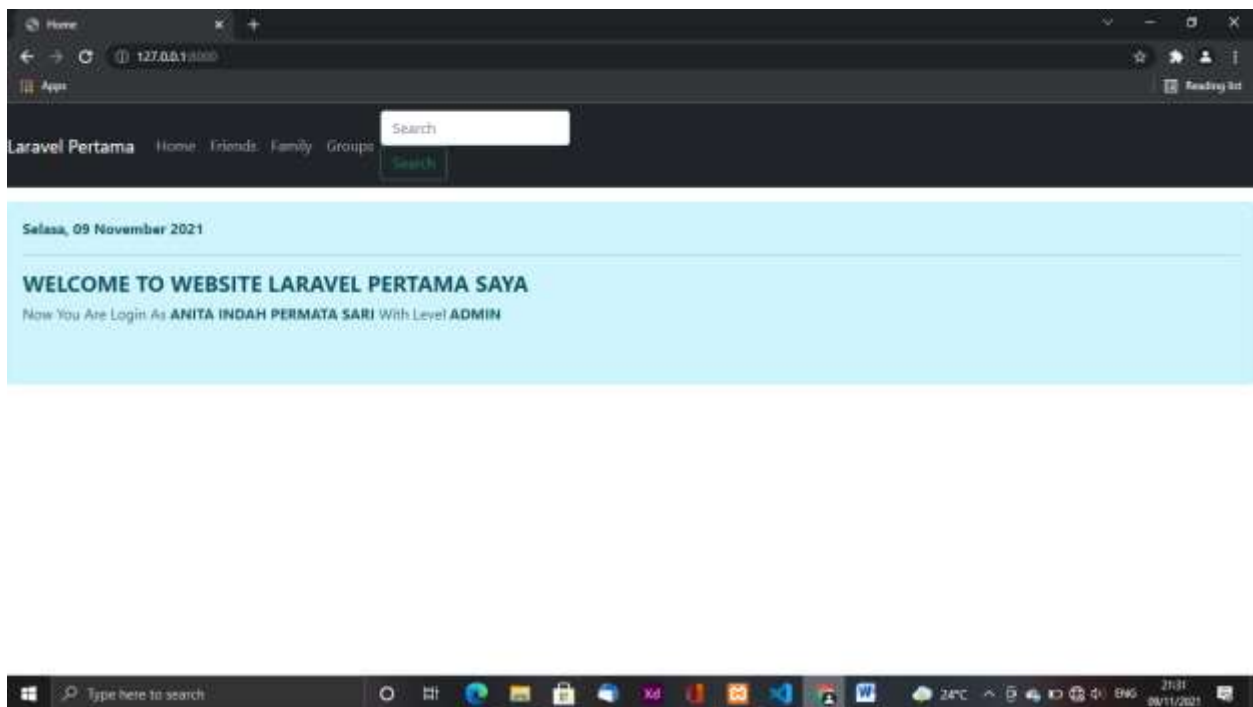 Home
127.0.0.1:8000
Apps
Reading list
Laravel Pertama Home Friends Family Groups
Search
Search
Selasa, 09 November 2021
WELCOME TO WEBSITE LARAVEL PERTAMA SAYA
Now You Are Login As ANITA INDAH PERMATA SARI With Level ADMIN
Type here to search
Xd
W
24°C
ENG
21:31
09/11/2021